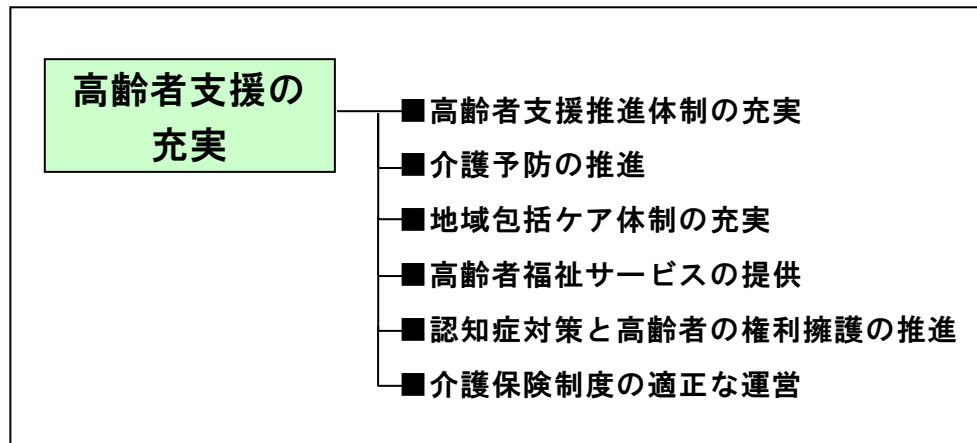 高齢者支援の
充実
■高齢者支援推進体制の充実
■介護予防の推進
■地域包括ケア体制の充実
■高齢者福祉サービスの提供
■認知症対策と高齢者の権利擁護の推進
■介護保険制度の適正な運営